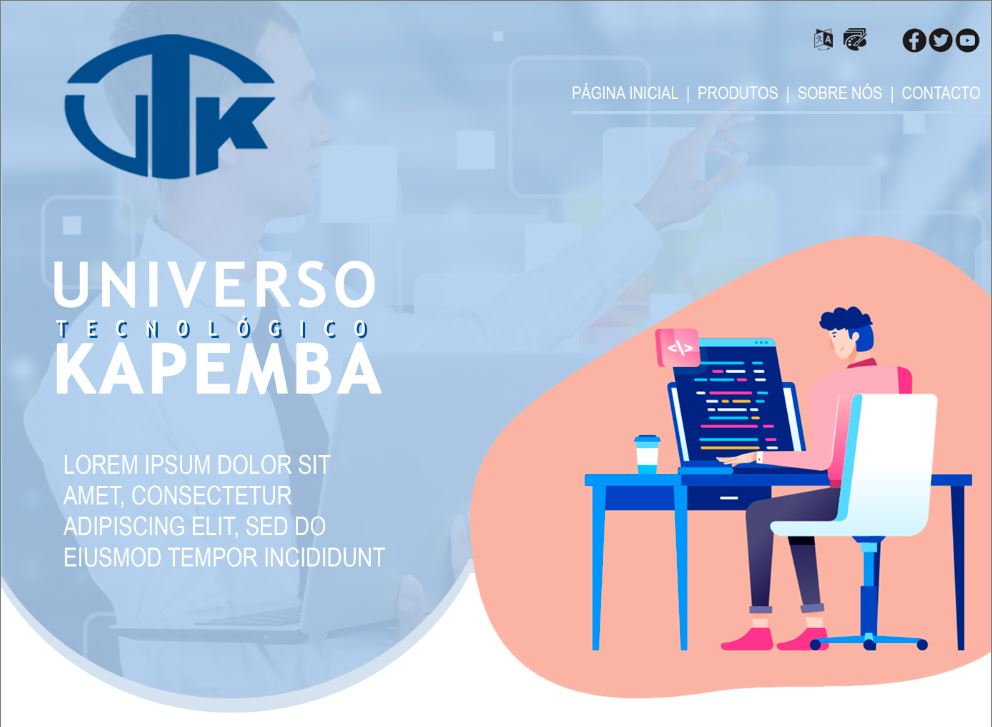 UTK
PÁGINA INICIAL | PRODUTOS | SOBRE NÓS | CONTACTO
UNIVERSO
TECNOLÓGICO
KAPEMBA
LOREM IPSUM DOLOR SIT
AMET, CONSECTETUR
ADIPISCING ELIT, SED DO
EIUSMOD TEMPOR INCIDIDUNT
</>